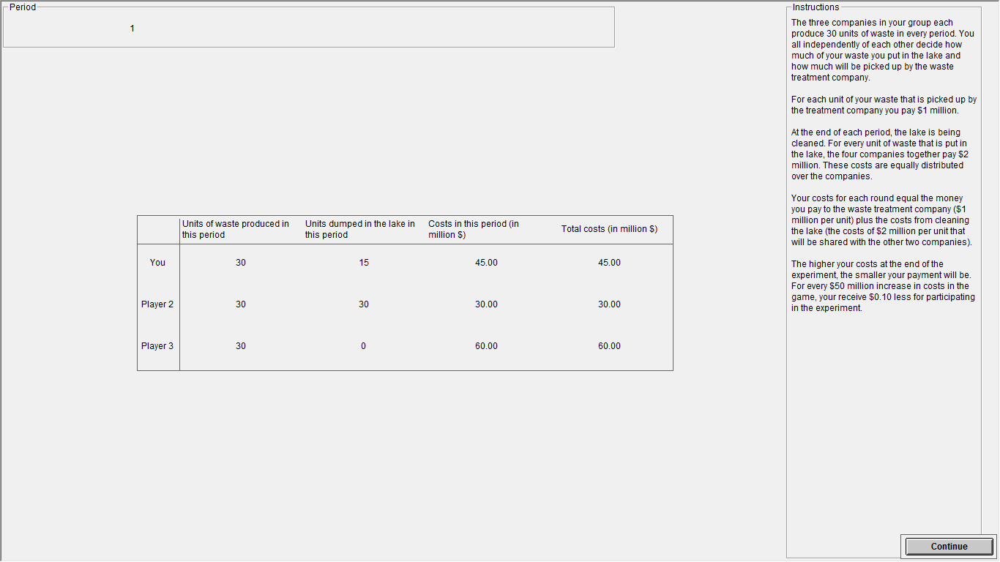 Period
1
Instructions
The three companies in your group each
produce 30 units of waste in every period. You
all independently of each other decide how
much of your waste you put in the lake and
how much will be picked up by the waste
treatment company.
For each unit of your waste that is picked up by
the treatment company you pay $1 million.
At the end of each period, the lake is being
cleaned. For every unit of waste that is put in
the lake, the four companies together pay $2
million. These costs are equally distributed
over the companies.
Your costs for each round equal the money
you pay to the waste treatment company ($1
million per unit) plus the costs from cleaning
the lake (the costs of $2 million per unit that
will be shared with the other two companies).
The higher your costs at the end of the
experiment, the smaller your payment will be.
For every $50 million increase in costs in the
game, your receive $0.10 less for participating
in the experiment.
Units of waste produced in this period Units dumped in the lake in this period Costs in this period (in million $) Total costs (in million $)
You 30 15 45.00 45.00
Player 2 30 30 30.00 30.00
Player 3 30 0 60.00 60.00
Continue